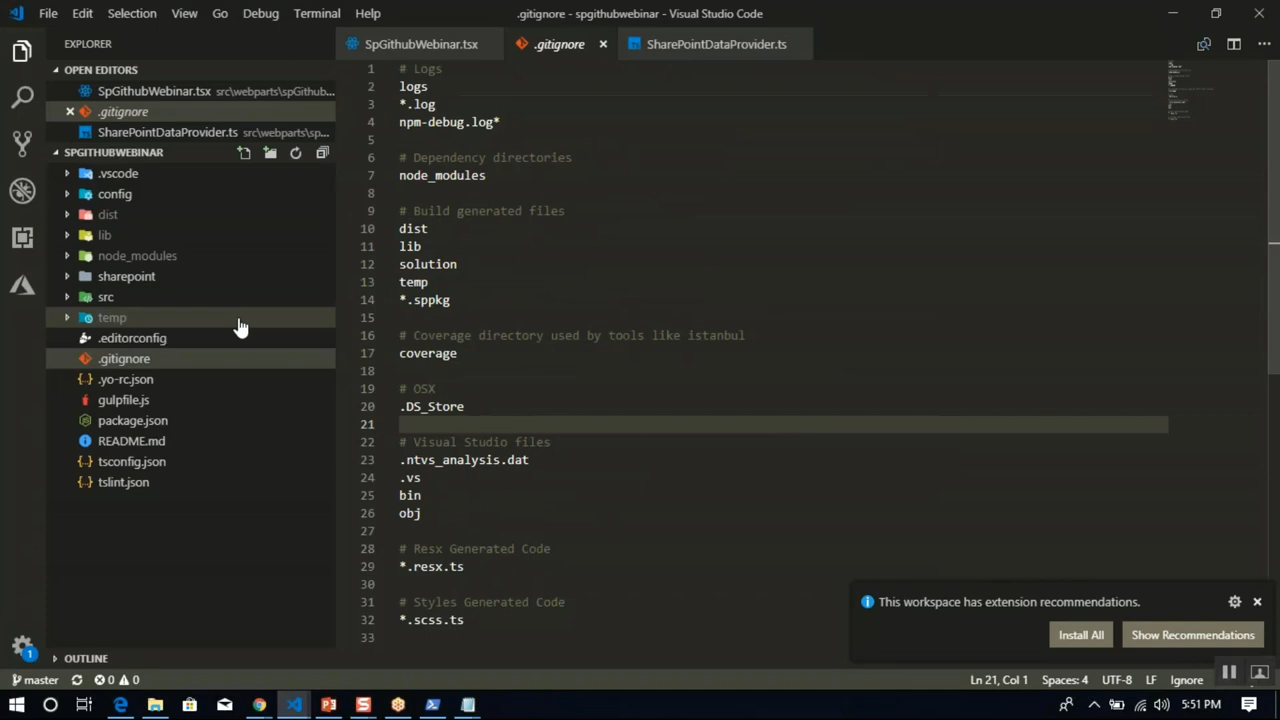 File Edit Selection View Go Debug Terminal Help
.gitignore - spgithubwebinar - Visual Studio Code
EXPLORER
OPEN EDITORS
SpGithubWebinar.tsx src\webparts\spGithub...
.gitignore
SharePointDataProvider.ts src\webparts\sp...
SPGITHUBWEBINAR
.vscode
config
dist
lib
node_modules
sharepoint
src
temp
.editorconfig
.gitignore
.yo-rc.json
gulpfile.js
package.json
README.md
tsconfig.json
tslint.json
OUTLINE
SpGithubWebinar.tsx .gitignore SharePointDataProvider.ts
1 # Logs
2 logs
3 *.log
4 npm-debug.log*
5
6 # Dependency directories
7 node_modules
8
9 # Build generated files
10 dist
11 lib
12 solution
13 temp
14 *.sppkg
15
16 # Coverage directory used by tools like istanbul
17 coverage
18
19 # OSX
20 .DS_Store
21
22 # Visual Studio files
23 .ntvs_analysis.dat
24 .vs
25 bin
26 obj
27
28 # Resx Generated Code
29 *.resx.ts
30
31 # Styles Generated Code
32 *.scss.ts
33
This workspace has extension recommendations.
Install All Show Recommendations
1
master 0 0
Ln 21, Col 1 Spaces: 4 UTF-8 LF Ignore
5:51 PM